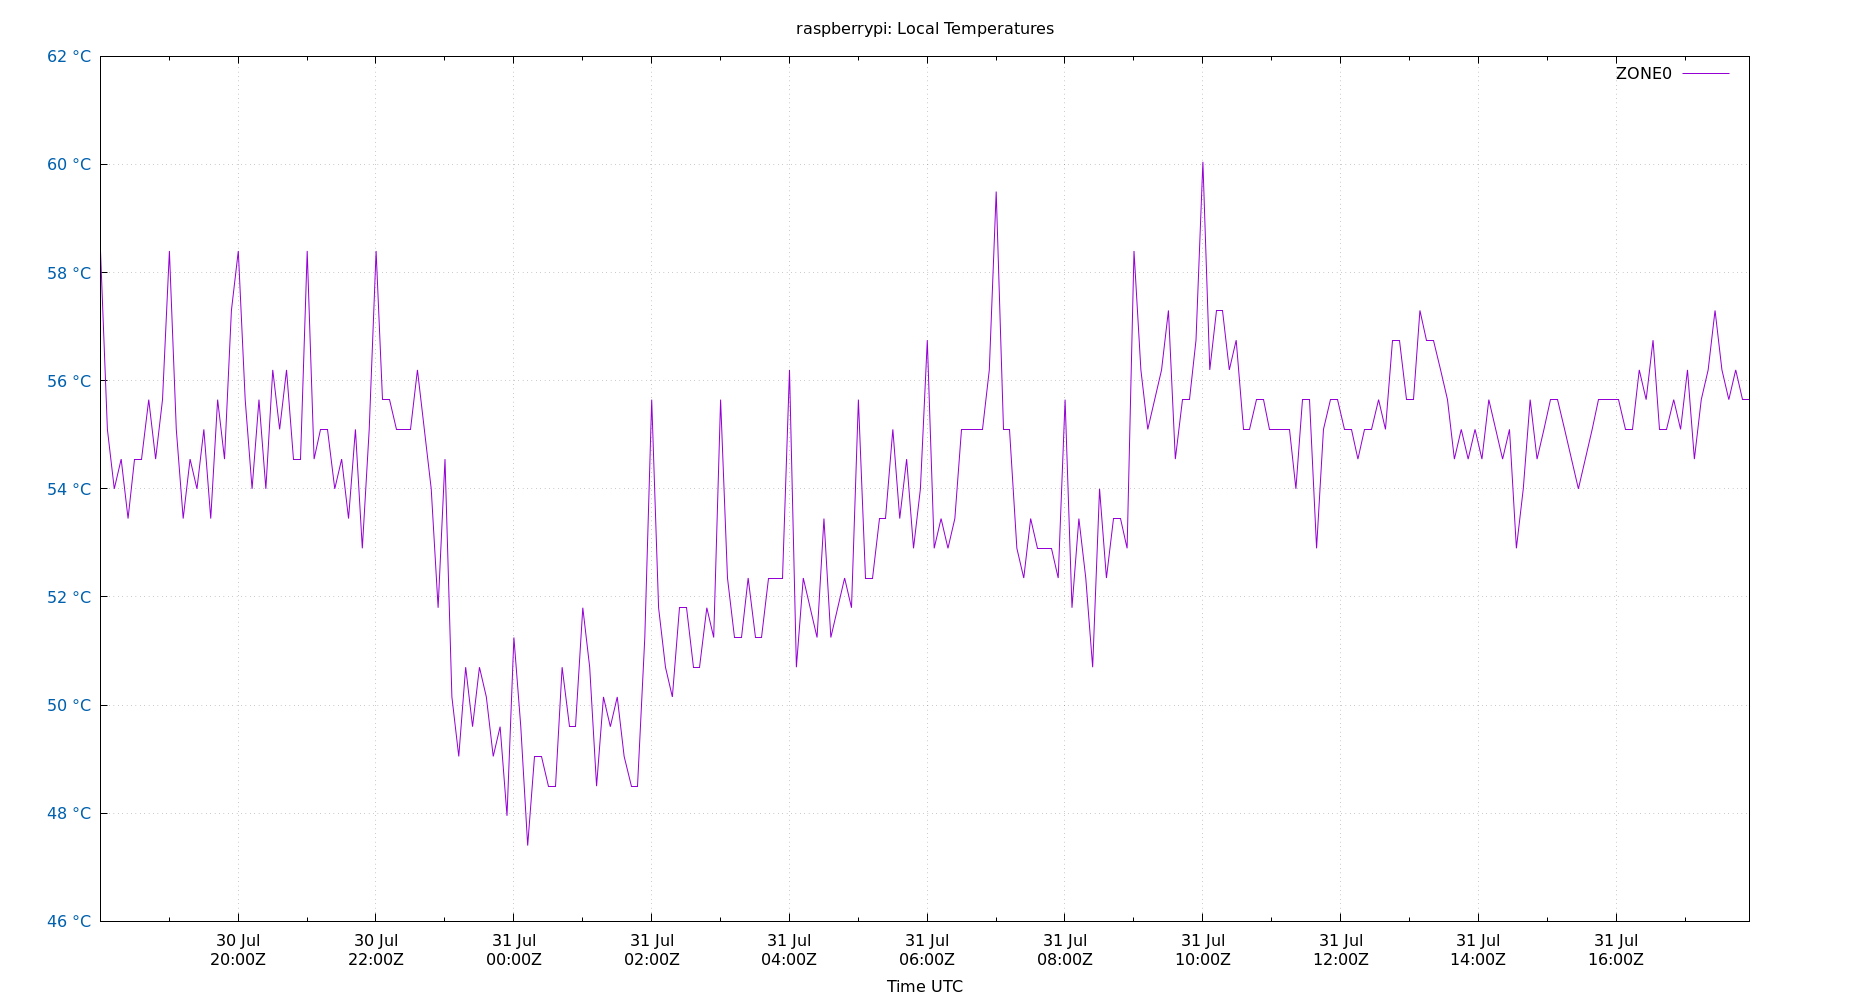 raspberrypi: Local Temperatures
62 °C
60 °C
58 °C
56 °C
54 °C
52 °C
50 °C
48 °C
46 °C
ZONE0
30 Jul
20:00Z
30 Jul
22:00Z
31 Jul
00:00Z
31 Jul
02:00Z
31 Jul
04:00Z
31 Jul
06:00Z
31 Jul
08:00Z
31 Jul
10:00Z
31 Jul
12:00Z
31 Jul
14:00Z
31 Jul
16:00Z
Time UTC